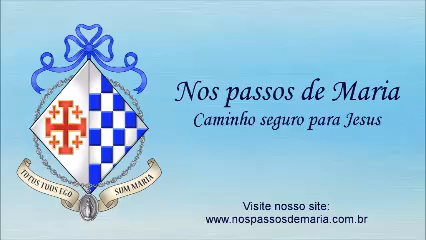 Nos passos de Maria
Caminho seguro para Jesus
TOTUS TUUS EGO
SUM MARIA
Visite nosso site:
www.nospassosdemaria.com.br